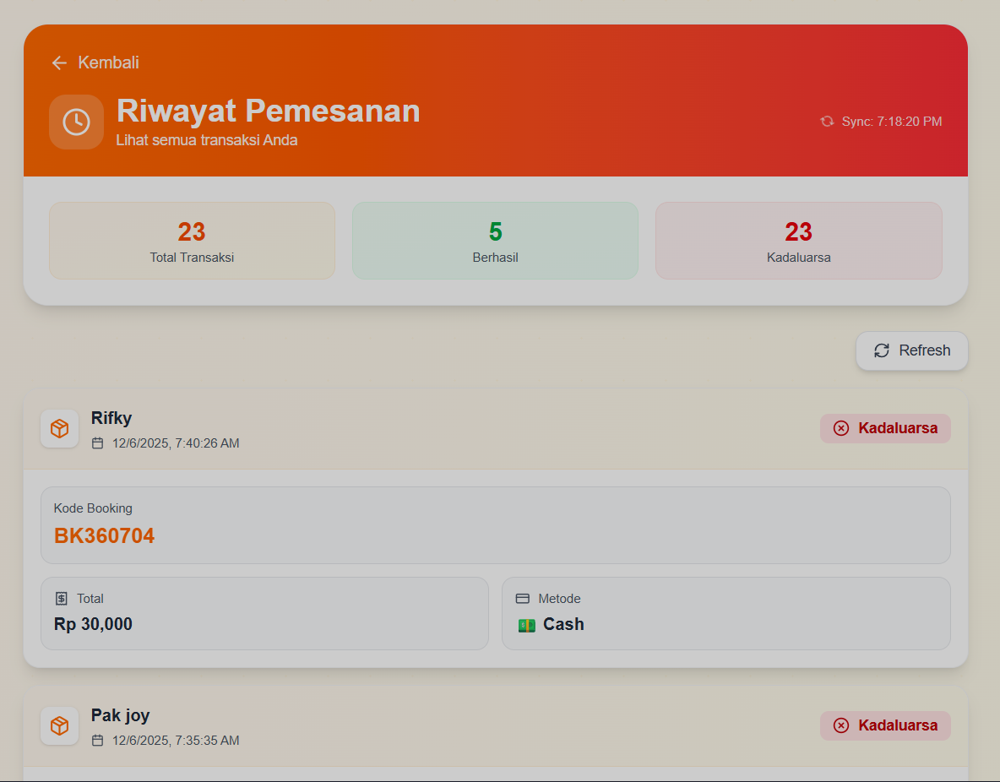 Kembali
Riwayat Pemesanan
Lihat semua transaksi Anda
Sync: 7:18:20 PM
23
Total Transaksi
5
Berhasil
23
Kadaluarsa
Refresh
Rifky
12/6/2025, 7:40:26 AM
Kadaluarsa
Kode Booking
BK360704
Total
Rp 30,000
Metode
💵 Cash
Pak joy
12/6/2025, 7:35:35 AM
Kadaluarsa